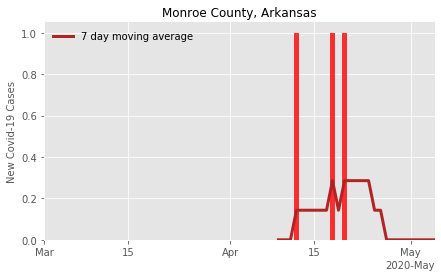 Monroe County, Arkansas
7 day moving average
New Covid-19 Cases
1.0
0.8
0.6
0.4
0.2
0.0
Mar 15 Apr 15 May
2020-May